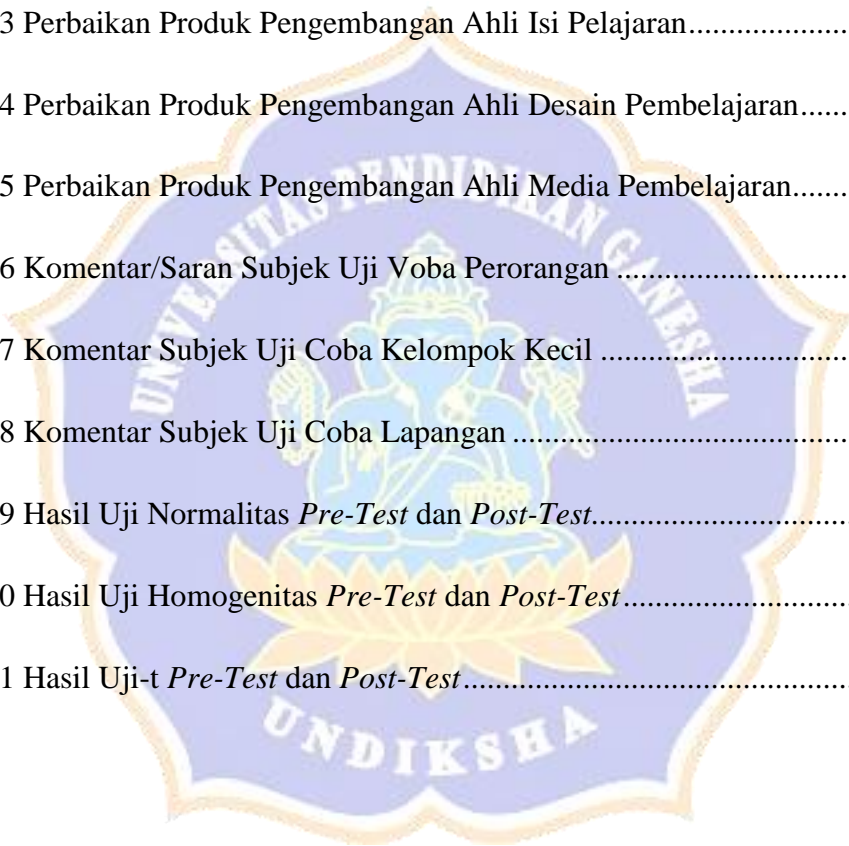 3 Perbaikan Produk Pengembangan Ahli Isi Pelajaran....................
4 Perbaikan Produk Pengembangan Ahli Desain Pembelajaran......
5 Perbaikan Produk Pengembangan Ahli Media Pembelajaran.......
6 Komentar/Saran Subjek Uji Voba Perorangan .............................
7 Komentar Subjek Uji Coba Kelompok Kecil ...............................
8 Komentar Subjek Uji Coba Lapangan ..........................................
9 Hasil Uji Normalitas Pre-Test dan Post-Test................................
0 Hasil Uji Homogenitas Pre-Test dan Post-Test............................
1 Hasil Uji-t Pre-Test dan Post-Test................................................
UNIVERSITAS PENDIDIKAN GANESHA
UNDIKSHA